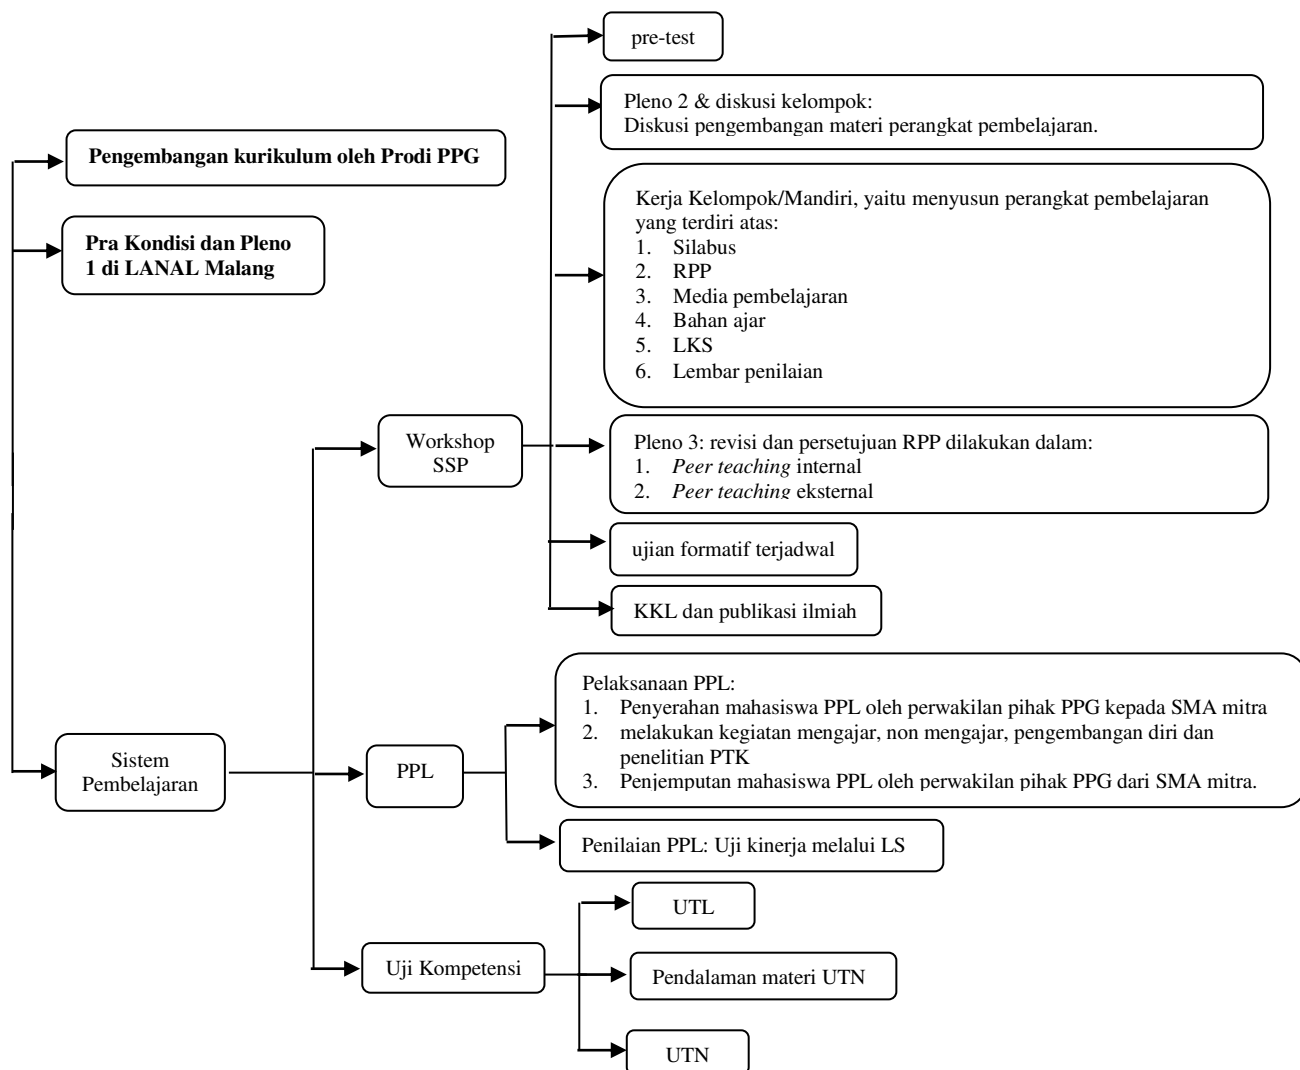 pre-test
Pleno 2 & diskusi kelompok:
Diskusi pengembangan materi perangkat pembelajaran.
Pengembangan kurikulum oleh Prodi PPG
Pra Kondisi dan Pleno
1 di LANAL Malang
Kerja Kelompok/Mandiri, yaitu menyusun perangkat pembelajaran
yang terdiri atas:
1. Silabus
2. RPP
3. Media pembelajaran
4. Bahan ajar
5. LKS
6. Lembar penilaian
Workshop
SSP
Pleno 3: revisi dan persetujuan RPP dilakukan dalam:
1. Peer teaching internal
2. Peer teaching eksternal
ujian formatif terjadwal
KKL dan publikasi ilmiah
Sistem
Pembelajaran
PPL
Pelaksanaan PPL:
1. Penyerahan mahasiswa PPL oleh perwakilan pihak PPG kepada SMA mitra
2. melakukan kegiatan mengajar, non mengajar, pengembangan diri dan
penelitian PTK
3. Penjemputan mahasiswa PPL oleh perwakilan pihak PPG dari SMA mitra.
Penilaian PPL: Uji kinerja melalui LS
Uji Kompetensi
UTL
Pendalaman materi UTN
UTN